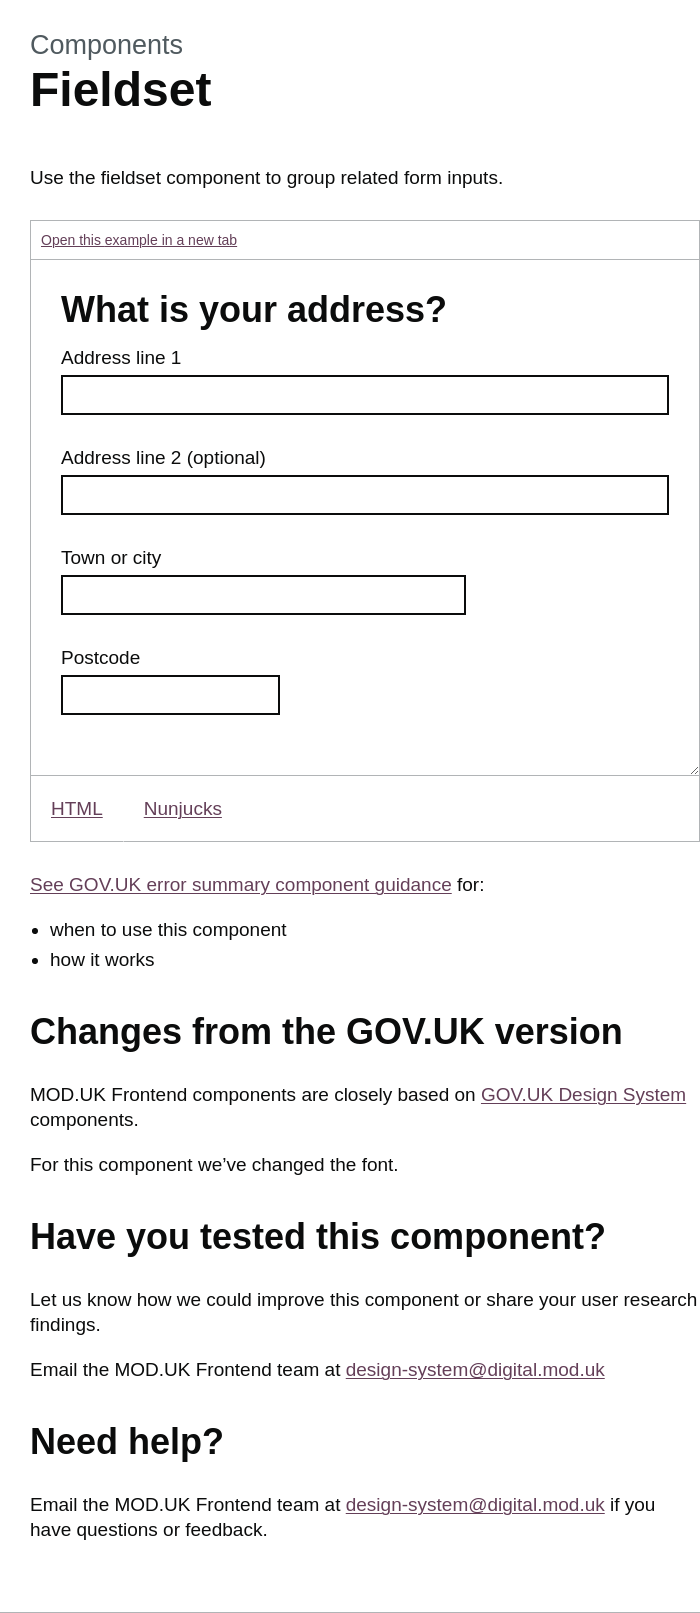 Components
Fieldset
Use the fieldset component to group related form inputs.
Open this example in a new tab
What is your address?
Address line 1
Address line 2 (optional)
Town or city
Postcode
HTML Nunjucks
See GOV.UK error summary component guidance for:
• when to use this component
• how it works
Changes from the GOV.UK version
MOD.UK Frontend components are closely based on GOV.UK Design System
components.
For this component we’ve changed the font.
Have you tested this component?
Let us know how we could improve this component or share your user research
findings.
Email the MOD.UK Frontend team at design-system@digital.mod.uk
Need help?
Email the MOD.UK Frontend team at design-system@digital.mod.uk if you
have questions or feedback.